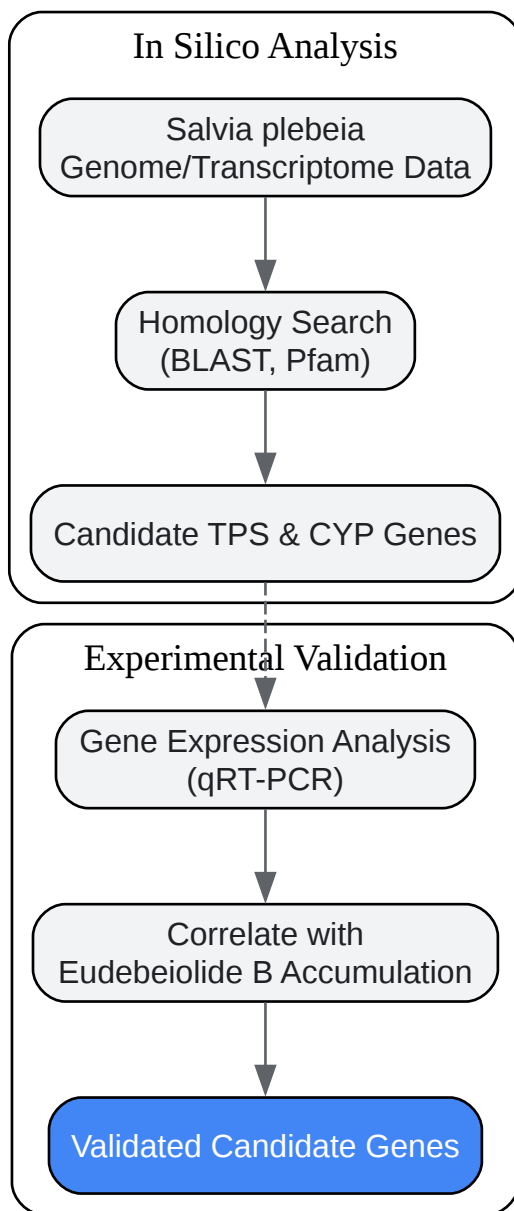 In Silico Analysis
Salvia plebeia
Genome/Transcriptome Data
Homology Search
(BLAST, Pfam)
Candidate TPS & CYP Genes
Experimental Validation
Gene Expression Analysis
(qRT-PCR)
Correlate with
Eudebeiolide B Accumulation
Validated Candidate Genes